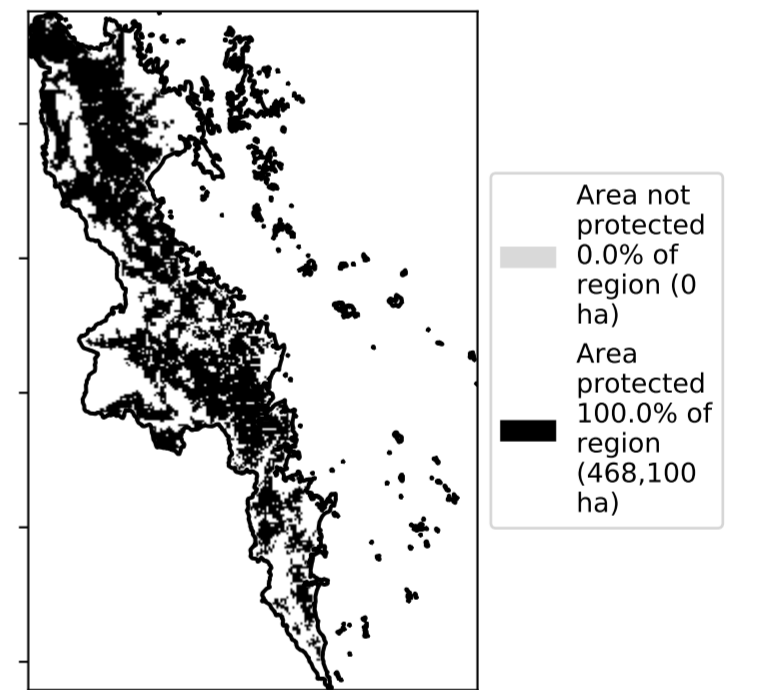 Area not
protected
0.0% of
region (0
ha)
Area
protected
100.0% of
region
(468,100
ha)